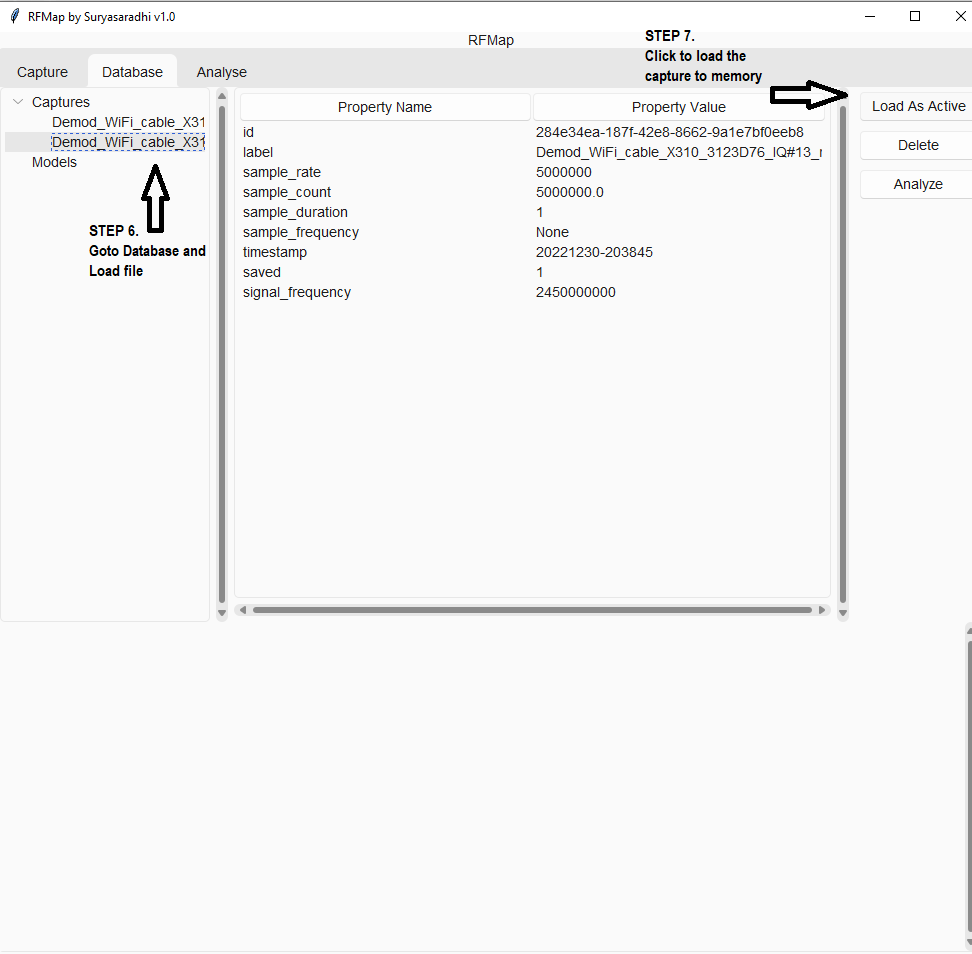 RFMap by Suryasaradhi v1.0
RFMap
Capture Database Analyse
STEP 7.
Click to load the
capture to memory
Captures
Demod_WiFi_cable_X31
Demod_WiFi_cable_X31
Models
STEP 6.
Goto Database and
Load file
Property Name Property Value
id 284e34ea-187f-42e8-8662-9a1e7bf0eeb8
label Demod_WiFi_cable_X310_3123D76_IQ#13_
sample_rate 5000000
sample_count 5000000.0
sample_duration 1
sample_frequency None
timestamp 20221230-203845
saved 1
signal_frequency 2450000000
Load As Active
Delete
Analyze